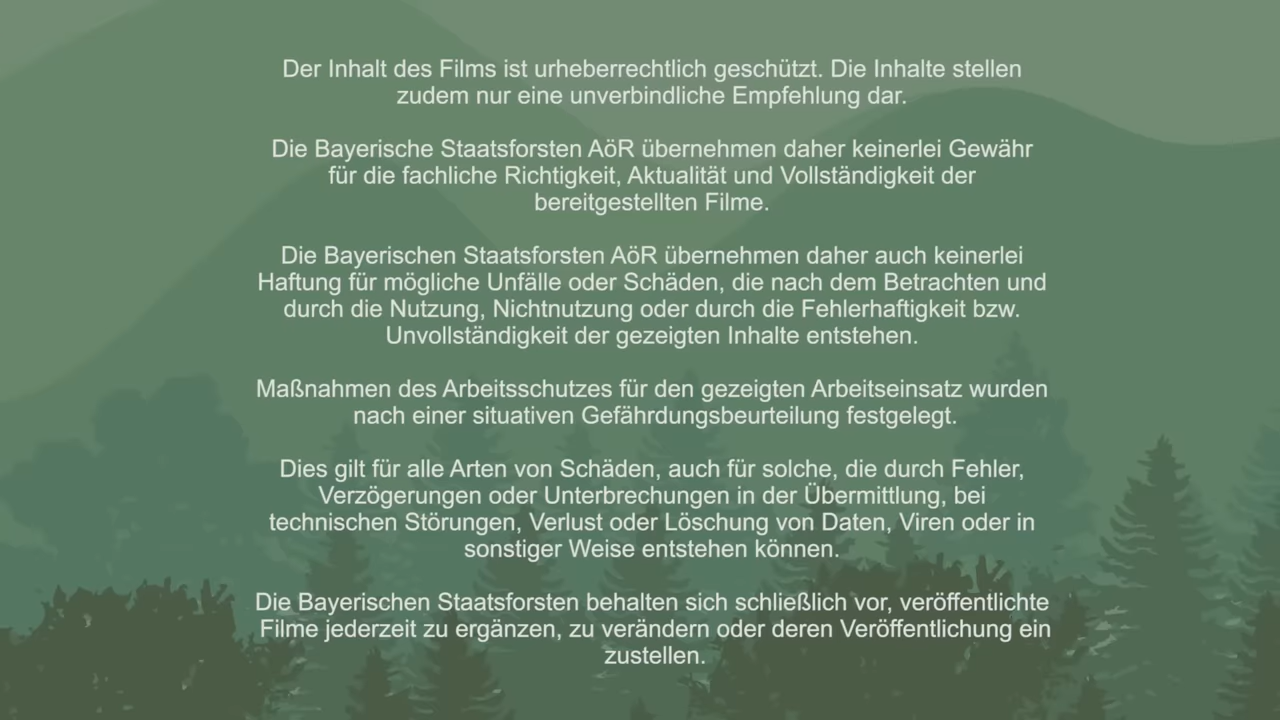 Der Inhalt des Films ist urheberrechtlich geschützt. Die Inhalte stellen
zudem nur eine unverbindliche Empfehlung dar.
Die Bayerische Staatsforsten AöR übernehmen daher keinerlei Gewähr
für die fachliche Richtigkeit, Aktualität und Vollständigkeit der
bereitgestellten Filme.
Die Bayerischen Staatsforsten AöR übernehmen daher auch keinerlei
Haftung für mögliche Unfälle oder Schäden, die nach dem Betrachten und
durch die Nutzung, Nichtnutzung oder durch die Fehlerhaftigkeit bzw.
Unvollständigkeit der gezeigten Inhalte entstehen.
Maßnahmen des Arbeitsschutzes für den gezeigten Arbeitseinsatz wurden
nach einer situativen Gefährdungsbeurteilung festgelegt.
Dies gilt für alle Arten von Schäden, auch für solche, die durch Fehler,
Verzögerungen oder Unterbrechungen in der Übermittlung, bei
technischen Störungen, Verlust oder Löschung von Daten, Viren oder in
sonstiger Weise entstehen können.
Die Bayerischen Staatsforsten behalten sich schließlich vor, veröffentlichte
Filme jederzeit zu ergänzen, zu verändern oder deren Veröffentlichung ein
zustellen.